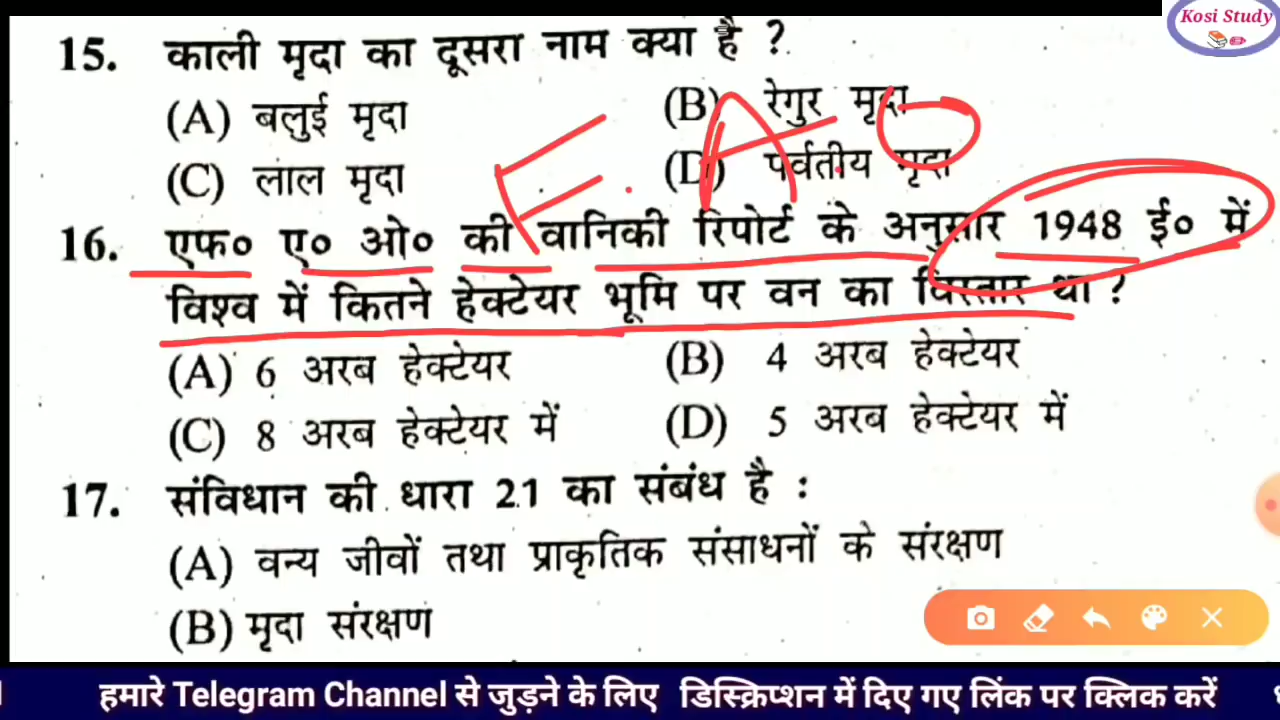 Kosi Study
15. काली मृदा का दूसरा नाम क्या है ?
(A) बलुई मृदा (B) रेगुर मृदा
(C) लाल मृदा (D) पर्वतीय मृदा
F. A. O
16. एफ० ए० ओ० की वानिकी रिपोर्ट के अनुसार 1948 ई० में
विश्व में कितने हेक्टेयर भूमि पर वन का विस्तार था ?
(A) 6 अरब हेक्टेयर (B) 4 अरब हेक्टेयर
(C) 8 अरब हेक्टेयर में (D) 5 अरब हेक्टेयर में
17. संविधान की धारा 21 का संबंध है :
(A) वन्य जीवों तथा प्राकृतिक संसाधनों के संरक्षण
(B) मृदा संरक्षण
हमारे Telegram Channel से जुड़ने के लिए डिस्क्रिप्शन में दिए गए लिंक पर क्लिक करें